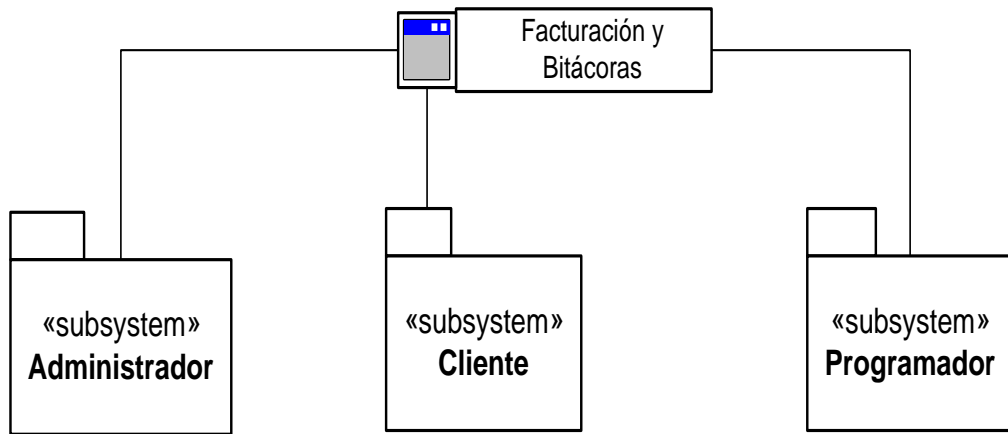 Facturación y
Bitácoras
«subsystem»
Administrador
«subsystem»
Cliente
«subsystem»
Programador